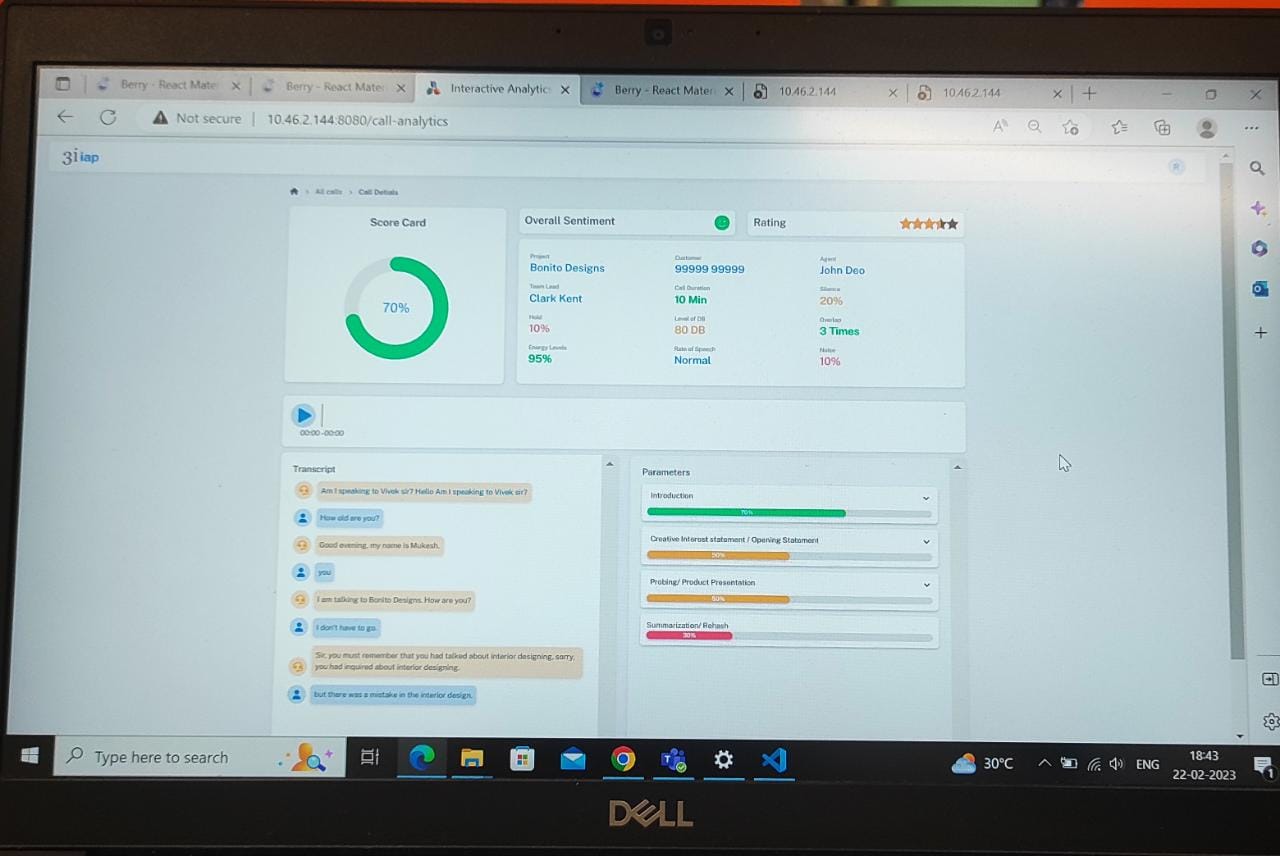 Berry - React Mater
Berry - React Mater
Interactive Analytics
Berry - React Mater
10.46.2.144
10.46.2.144
Not secure
10.46.2.144:8080/call-analytics
3i iap
R
All calls > Call Details
Score Card
70%
Overall Sentiment
Rating
Project
Bonito Designs
Customer
99999 99999
Agent
John Deo
Team Lead
Clark Kent
Call Duration
10 Min
Silence
20%
Hold
10%
Level of DB
80 DB
Overlap
3 Times
Energy Levels
95%
Rate of Speech
Normal
Noise
10%
00:00-00:00
Transcript
Am I speaking to Vivek sir? Hello Am I speaking to Vivek sir?
How old are you?
Good evening, my name is Mukesh.
you
I am talking to Bonito Designs. How are you?
I don't have to go.
Sir, you must remember that you had talked about interior designing, sorry,
you had inquired about interior designing.
but there was a mistake in the interior design.
Parameters
Introduction
70%
Creative Interest statement / Opening Statement
50%
Probing/ Product Presentation
50%
Summarization/ Rehash
30%
Type here to search
30°C
ENG
18:43
22-02-2023
1
DELL